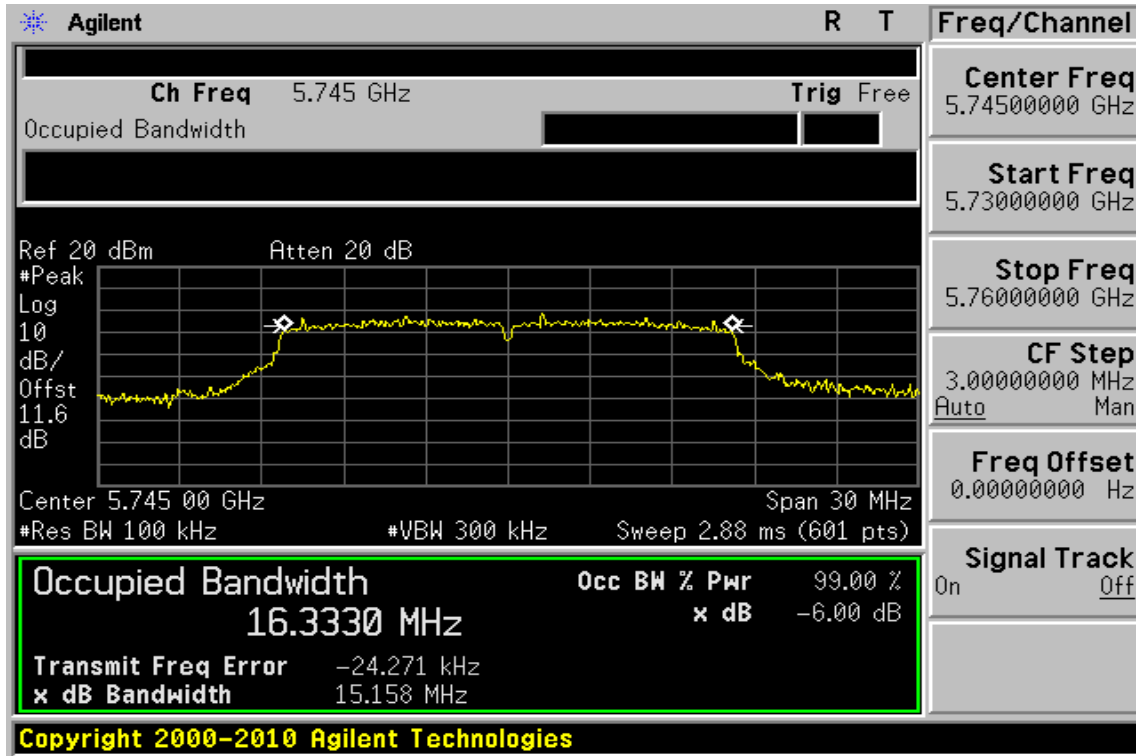 Agilent R T
Freq/Channel
Ch Freq 5.745 GHz Trig Free
Occupied Bandwidth
Center Freq
5.74500000 GHz
Start Freq
5.73000000 GHz
Stop Freq
5.76000000 GHz
CF Step
3.00000000 MHz
Auto Man
Freq Offset
0.00000000 Hz
Signal Track
On Off
Ref 20 dBm Atten 20 dB
#Peak
Log
10
dB/
Offst
11.6
dB
Center 5.745 00 GHz Span 30 MHz
#Res BW 100 kHz #VBW 300 kHz Sweep 2.88 ms (601 pts)
Occupied Bandwidth
16.3330 MHz
Occ BW % Pwr 99.00 %
x dB -6.00 dB
Transmit Freq Error -24.271 kHz
x dB Bandwidth 15.158 MHz
Copyright 2000-2010 Agilent Technologies